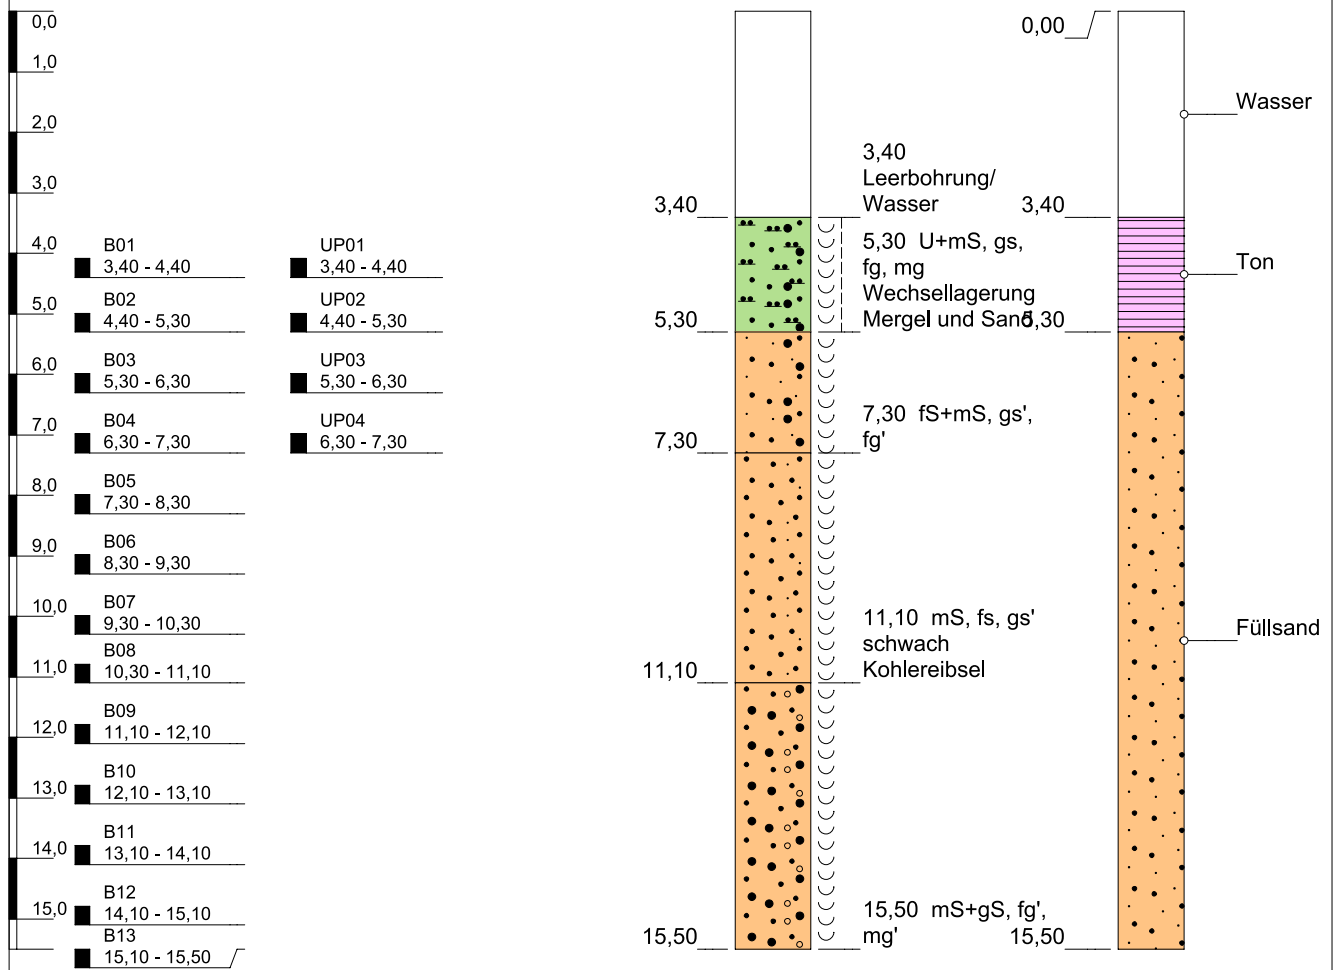 0,0
1,0
2,0
3,0
4,0
5,0
6,0
7,0
8,0
9,0
10,0
11,0
12,0
13,0
14,0
15,0
B01
3,40 - 4,40
B02
4,40 - 5,30
B03
5,30 - 6,30
B04
6,30 - 7,30
B05
7,30 - 8,30
B06
8,30 - 9,30
B07
9,30 - 10,30
B08
10,30 - 11,10
B09
11,10 - 12,10
B10
12,10 - 13,10
B11
13,10 - 14,10
B12
14,10 - 15,10
B13
15,10 - 15,50
UP01
3,40 - 4,40
UP02
4,40 - 5,30
UP03
5,30 - 6,30
UP04
6,30 - 7,30
3,40
5,30
7,30
11,10
15,50
3,40
Leerbohrung/
Wasser
5,30 U+mS, gs,
fg, mg
Wechsellagerung
Mergel und Sand
7,30 fS+mS, gs',
fg'
11,10 mS, fs, gs'
schwach
Kohlereibsel
15,50 mS+gS, fg',
mg'
0,00
3,40
5,30
15,50
Wasser
Ton
Füllsand